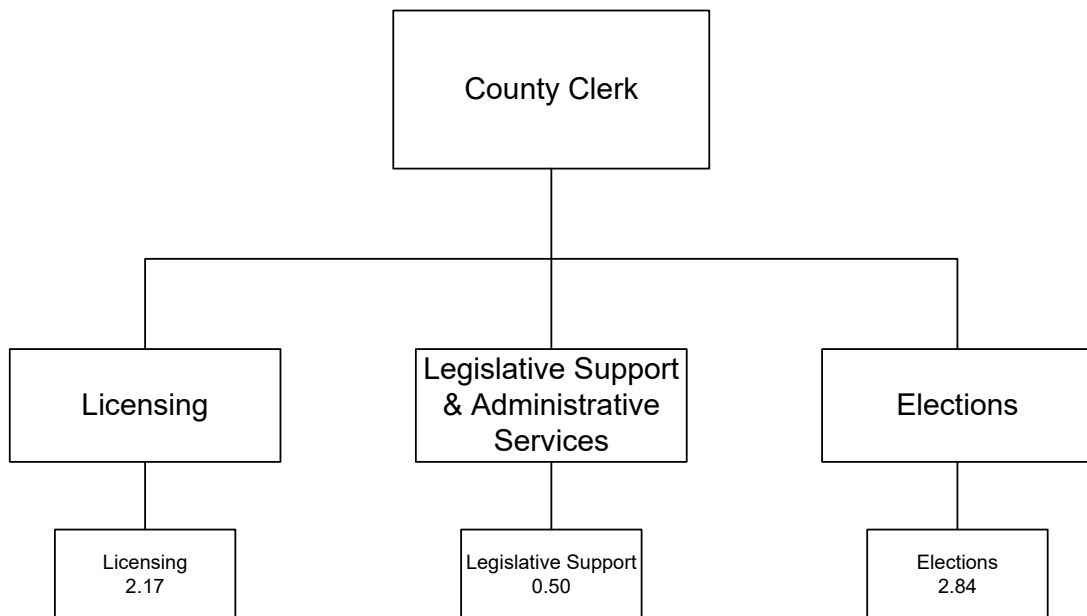 County Clerk
Licensing
Legislative Support
& Administrative
Services
Elections
Licensing
2.17
Legislative Support
0.50
Elections
2.84